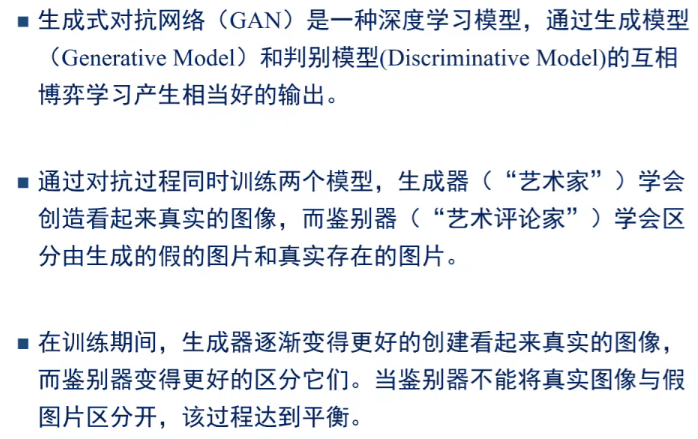 ■ 生成式对抗网络（GAN）是一种深度学习模型，通过生成模型
（Generative Model）和判别模型(Discriminative Model)的互相
博弈学习产生相当好的输出。
■ 通过对抗过程同时训练两个模型，生成器（“艺术家”）学会
创造看起来真实的图像，而鉴别器（“艺术评论家”）学会区
分由生成的假的图片和真实存在的图片。
■ 在训练期间，生成器逐渐变得更好的创建看起来真实的图像，
而鉴别器变得更好的区分它们。当鉴别器不能将真实图像与假
图片区分开，该过程达到平衡。